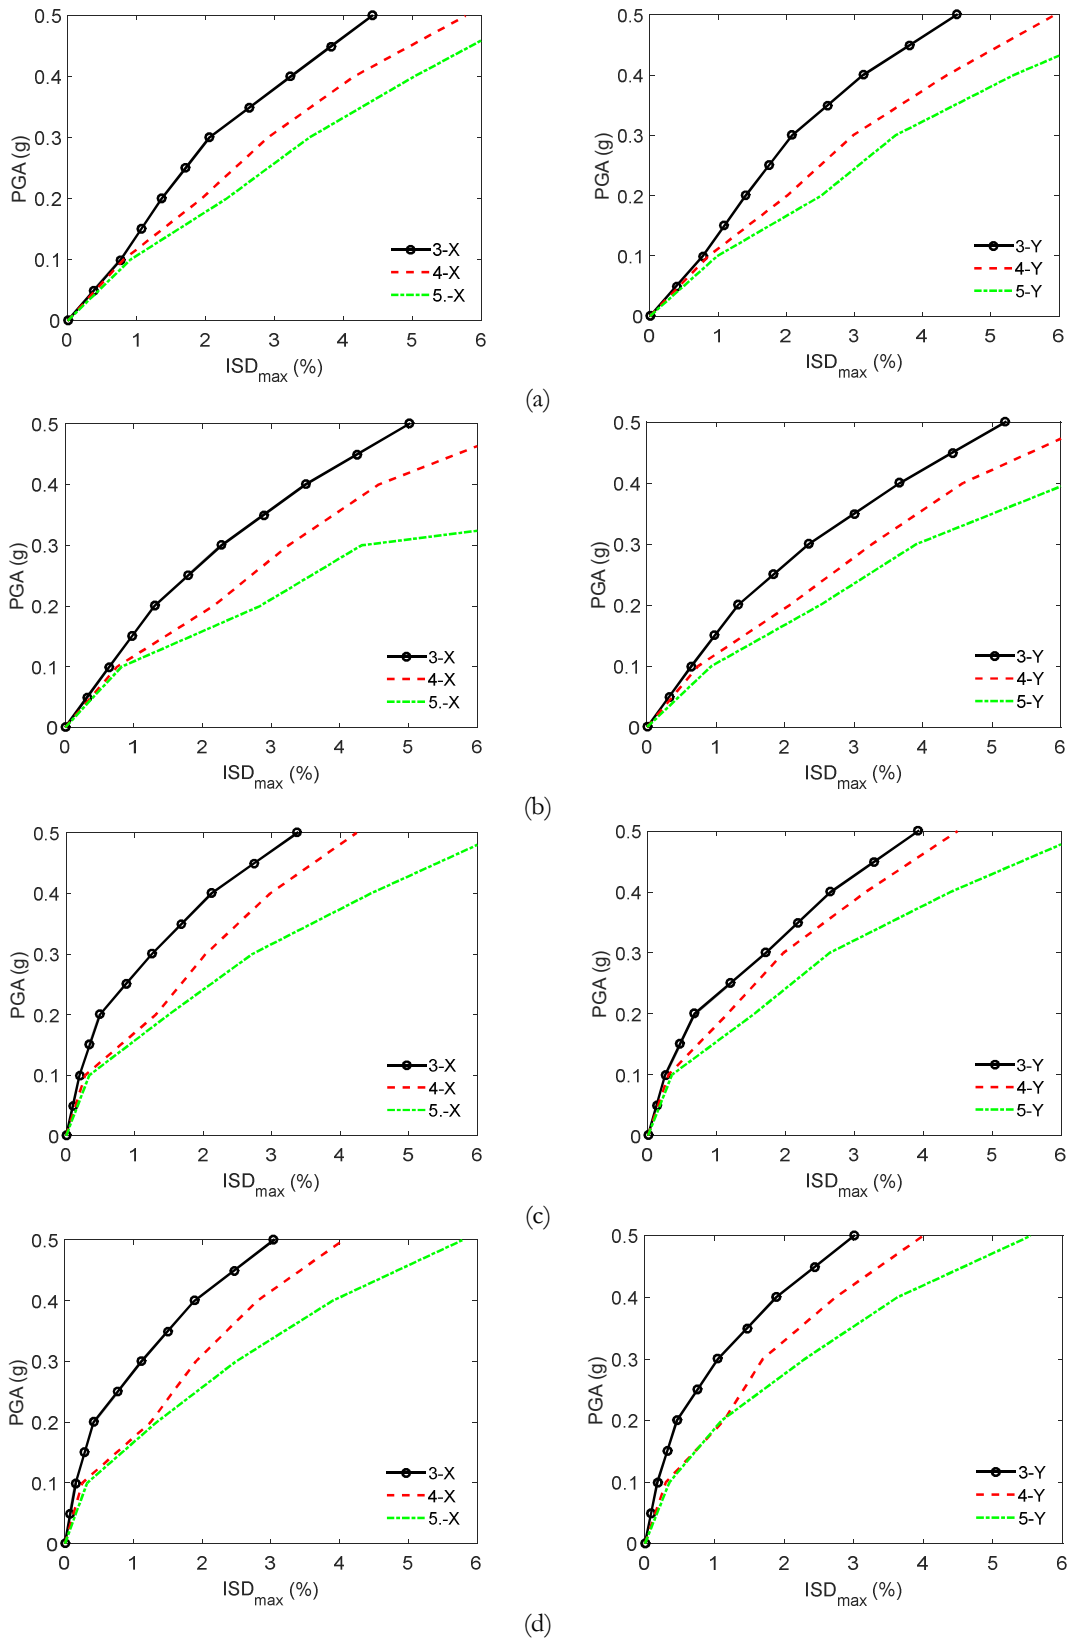 0.5
0.4
0.3
0.2
0.1
0
PGA (g)
0 1 2 3 4 5 6
ISDmax (%)
3-X
4-X
5.-X
0.5
0.4
0.3
0.2
0.1
0
PGA (g)
0 1 2 3 4 5 6
ISDmax (%)
3-Y
4-Y
5-Y
(a)
0.5
0.4
0.3
0.2
0.1
0
PGA (g)
0 1 2 3 4 5 6
ISDmax (%)
3-X
4-X
5.-X
0.5
0.4
0.3
0.2
0.1
0
PGA (g)
0 1 2 3 4 5 6
ISDmax (%)
3-Y
4-Y
5-Y
(b)
0.5
0.4
0.3
0.2
0.1
0
PGA (g)
0 1 2 3 4 5 6
ISDmax (%)
3-X
4-X
5.-X
0.5
0.4
0.3
0.2
0.1
0
PGA (g)
0 1 2 3 4 5 6
ISDmax (%)
3-Y
4-Y
5-Y
(c)
0.5
0.4
0.3
0.2
0.1
0
PGA (g)
0 1 2 3 4 5 6
ISDmax (%)
3-X
4-X
5.-X
0.5
0.4
0.3
0.2
0.1
0
PGA (g)
0 1 2 3 4 5 6
ISDmax (%)
3-Y
4-Y
5-Y
(d)